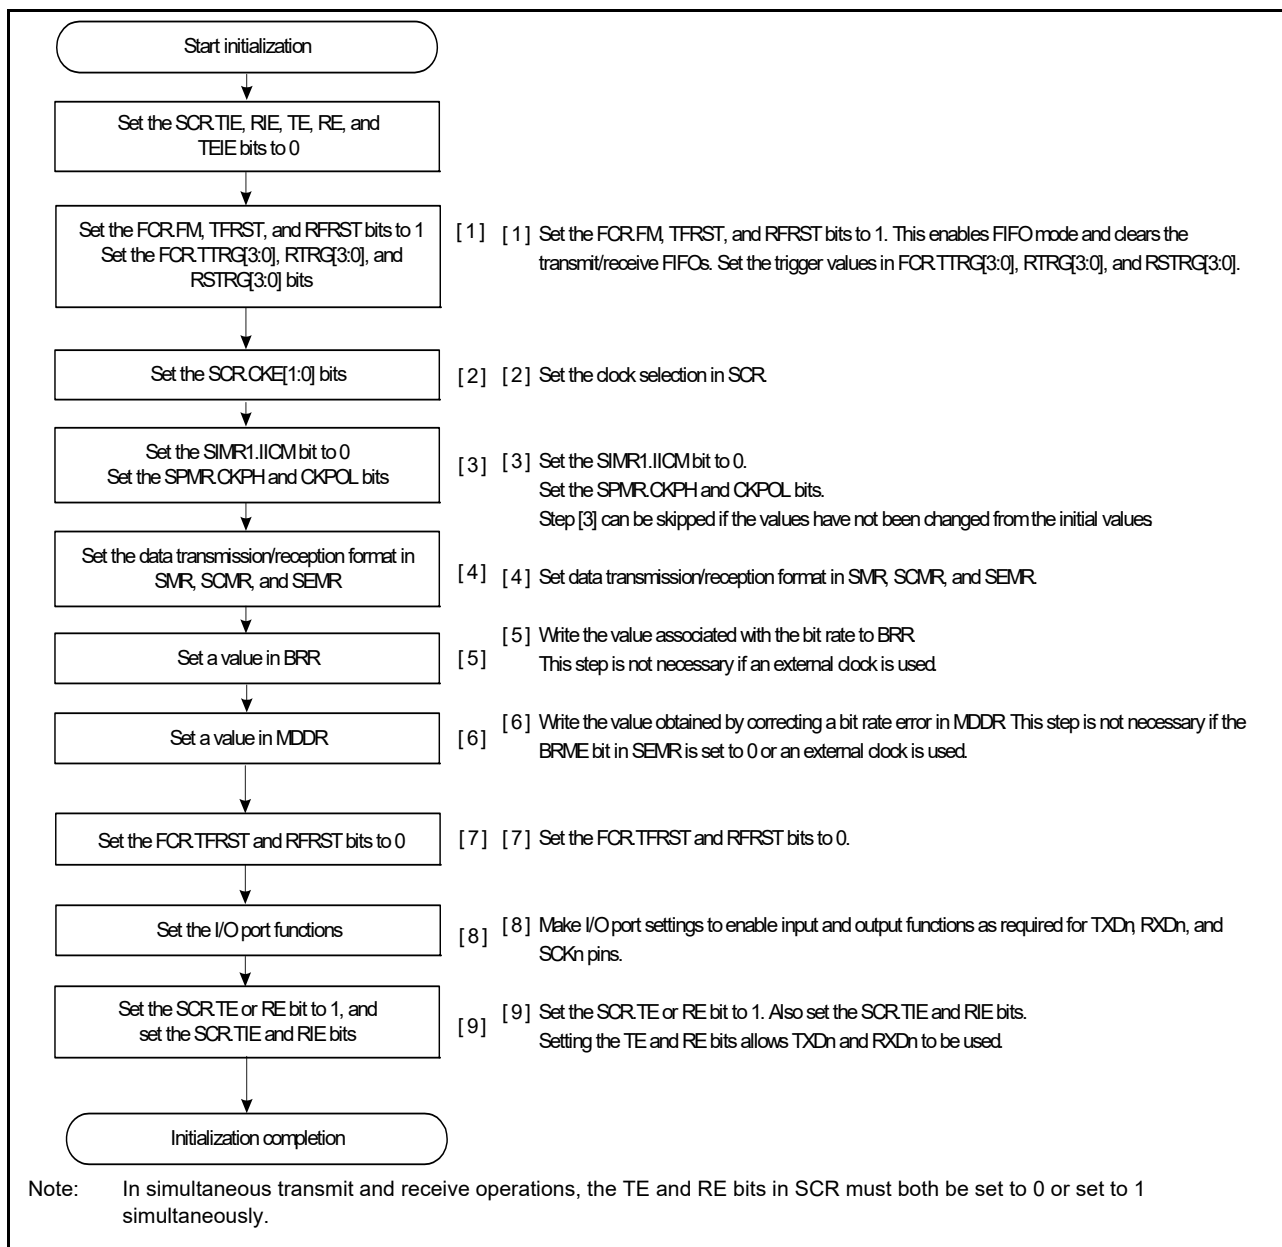 Start initialization
Set the SCR.TIE, RIE, TE, RE, and
TEIE bits to 0
Set the FCR.FM, TFRST, and RFRST bits to 1
Set the FCR.TTRG[3:0], RTRG[3:0], and
RSTRG[3:0] bits
[1]
[1] Set the FCR.FM, TFRST, and RFRST bits to 1. This enables FIFO mode and clears the
transmit/receive FIFOs. Set the trigger values in FCR.TTRG[3:0], RTRG[3:0], and RSTRG[3:0].
Set the SCR.CKE[1:0] bits
[2]
[2] Set the clock selection in SCR.
Set the SIMR1.IICM bit to 0
Set the SPMR.CKPH and CKPOL bits
[3]
[3] Set the SIMR1.IICM bit to 0.
Set the SPMR.CKPH and CKPOL bits.
Step [3] can be skipped if the values have not been changed from the initial values.
Set the data transmission/reception format in
SMR, SCMR, and SEMR
[4]
[4] Set data transmission/reception format in SMR, SCMR, and SEMR.
Set a value in BRR
[5]
[5] Write the value associated with the bit rate to BRR.
This step is not necessary if an external clock is used.
Set a value in MDDR
[6]
[6] Write the value obtained by correcting a bit rate error in MDDR. This step is not necessary if the
BRME bit in SEMR is set to 0 or an external clock is used.
Set the FCR.TFRST and RFRST bits to 0
[7]
[7] Set the FCR.TFRST and RFRST bits to 0.
Set the I/O port functions
[8]
[8] Make I/O port settings to enable input and output functions as required for TXDn, RXDn, and
SCKn pins.
Set the SCR.TE or RE bit to 1, and
set the SCR.TIE and RIE bits
[9]
[9] Set the SCR.TE or RE bit to 1. Also set the SCR.TIE and RIE bits.
Setting the TE and RE bits allows TXDn and RXDn to be used.
Initialization completion
Note: In simultaneous transmit and receive operations, the TE and RE bits in SCR must both be set to 0 or set to 1
simultaneously.